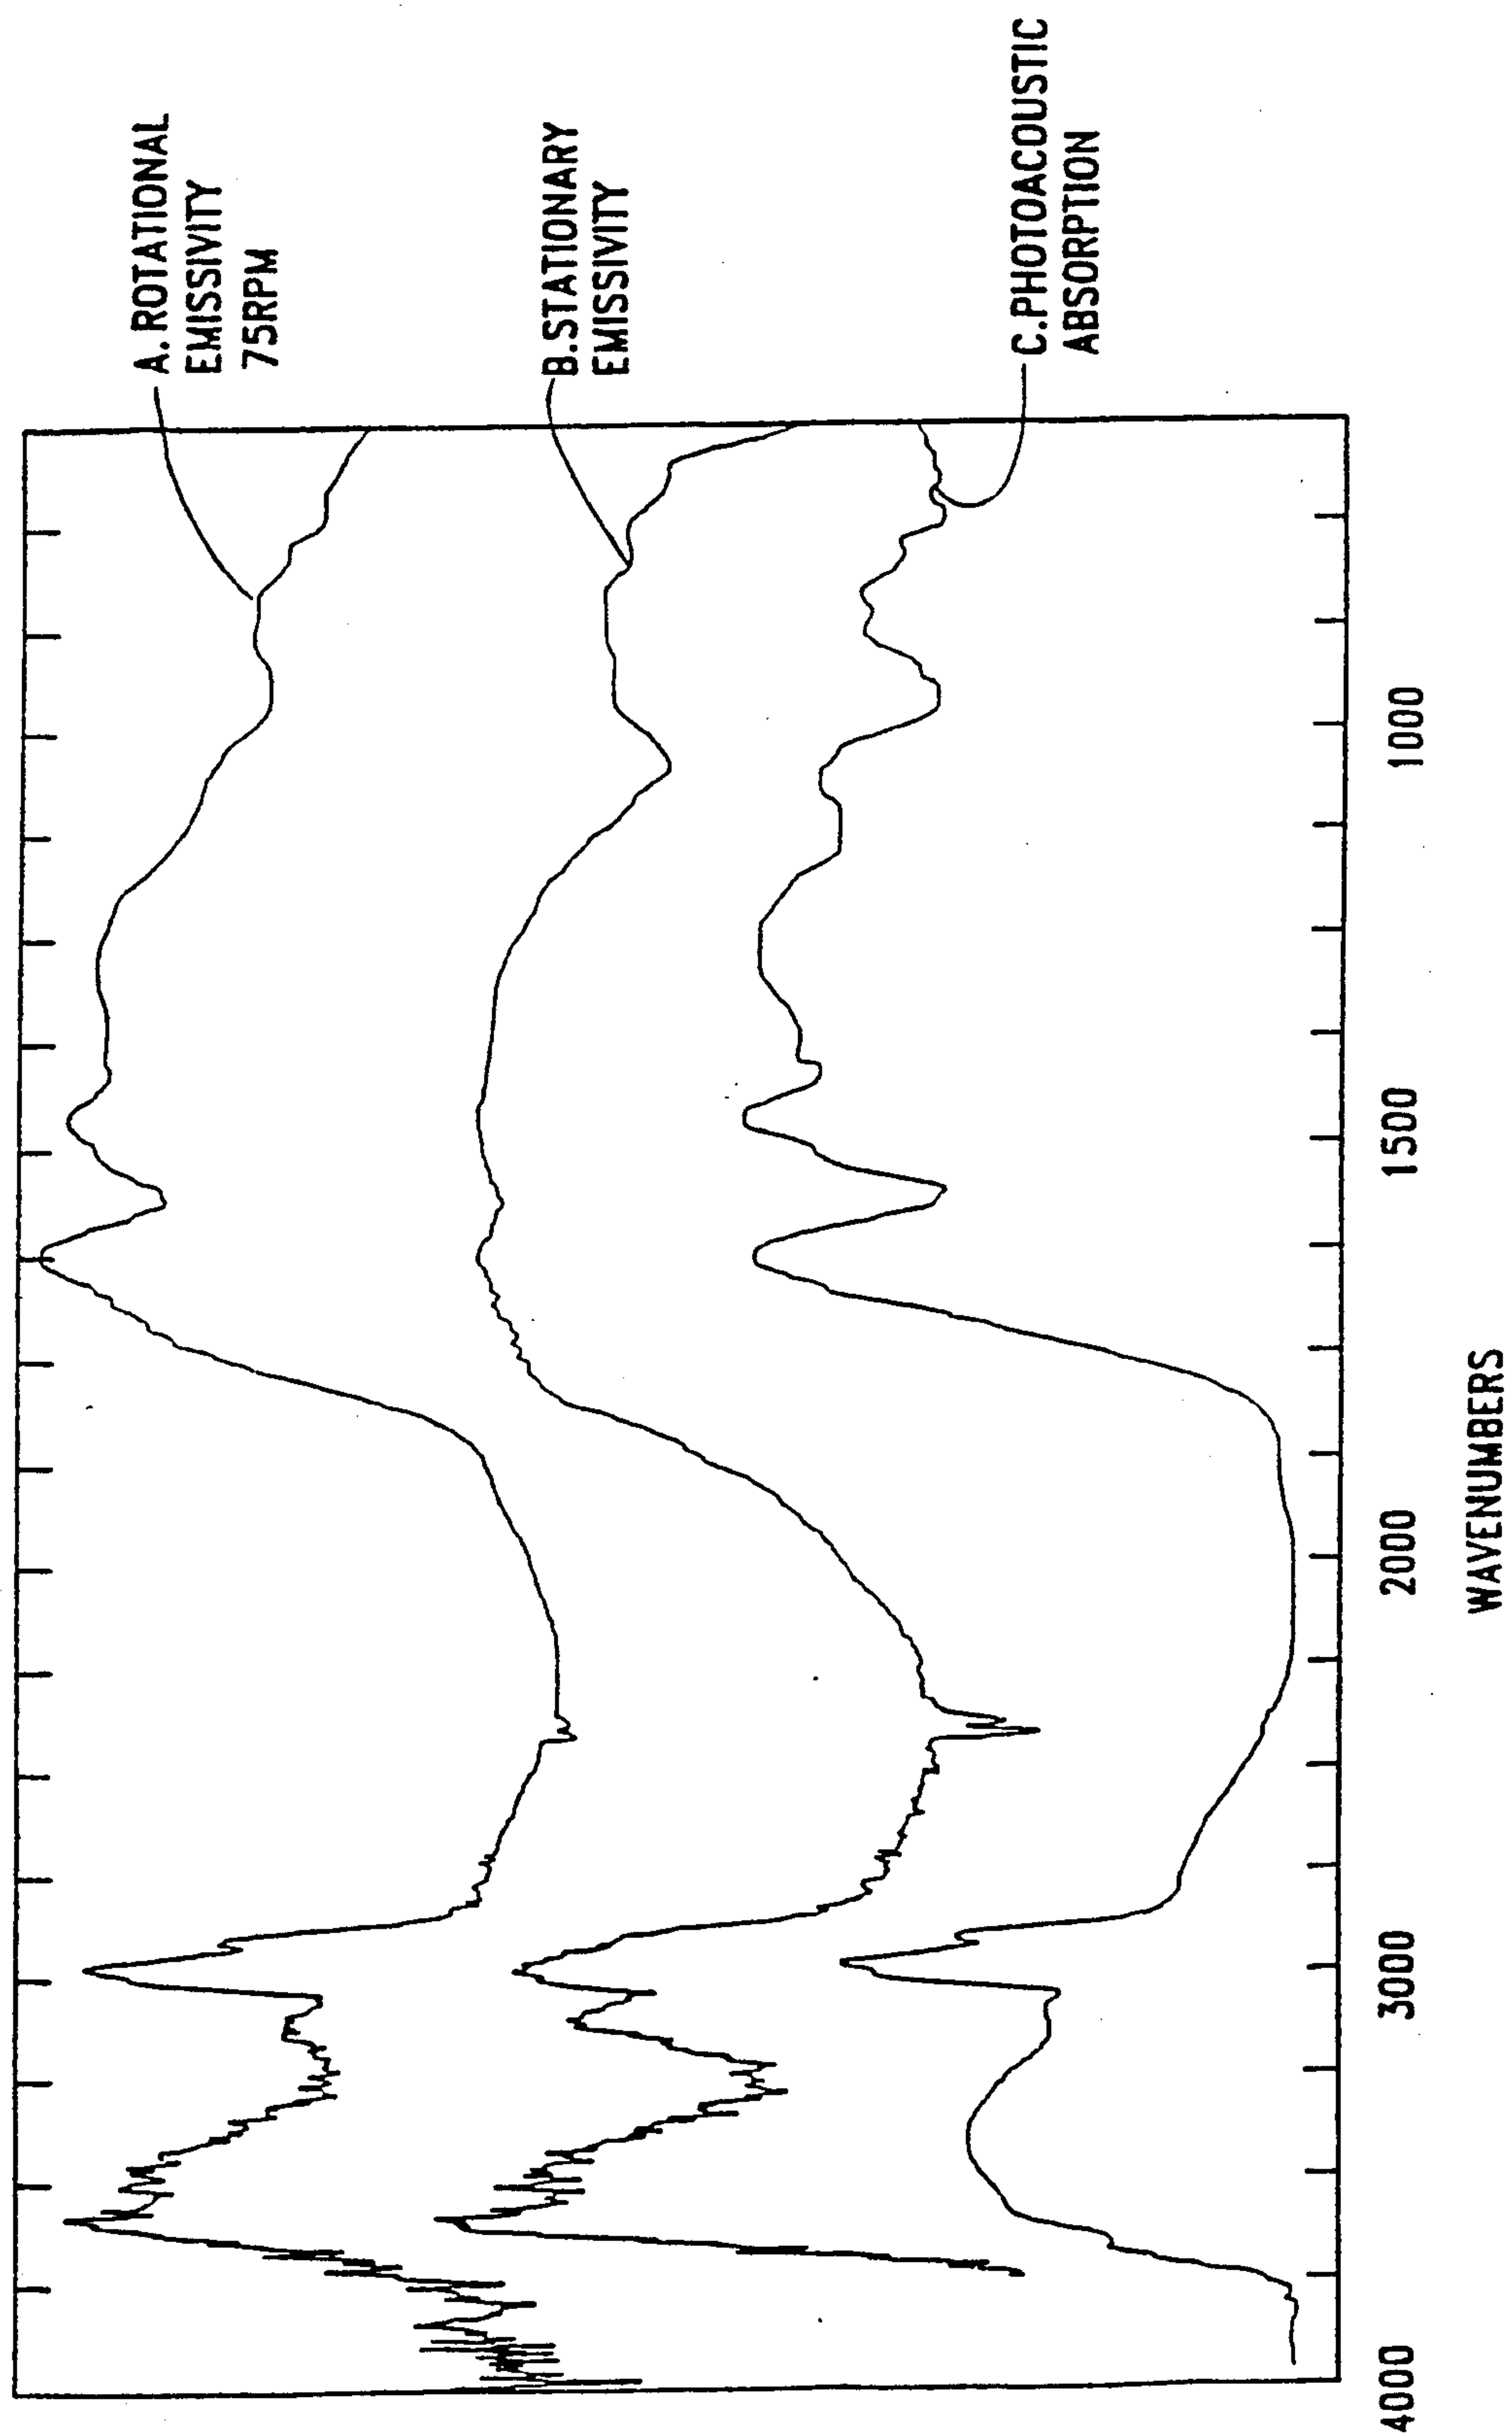 A.ROTATIONAL
EMISSIVITY
75RPM
B.STATIONARY
EMISSIVITY
C.PHOTOACOUSTIC
ABSORPTION
4000
3000
2000
1500
1000
WAVENUMBERS